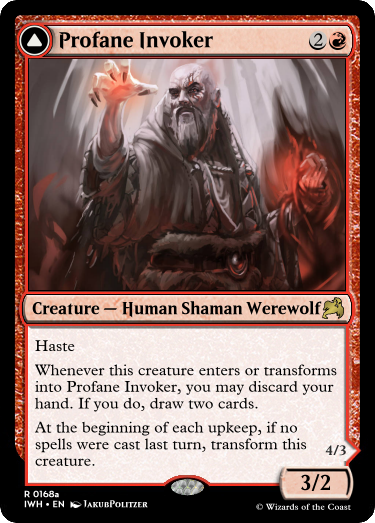 Profane Invoker 2
Creature — Human Shaman Werewolf
Haste
Whenever this creature enters or transforms
into Profane Invoker, you may discard your
hand. If you do, draw two cards.
At the beginning of each upkeep, if no
spells were cast last turn, transform this
creature.
4/3
3/2
R 0168a
IWH • EN JakubPolitzer
© Wizards of the Coast